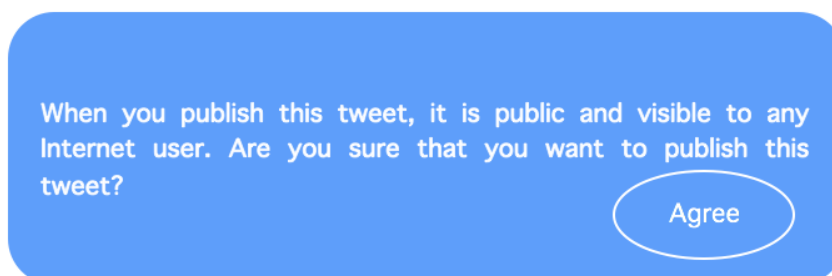 When you publish this tweet, it is public and visible to any
Internet user. Are you sure that you want to publish this
tweet?
Agree